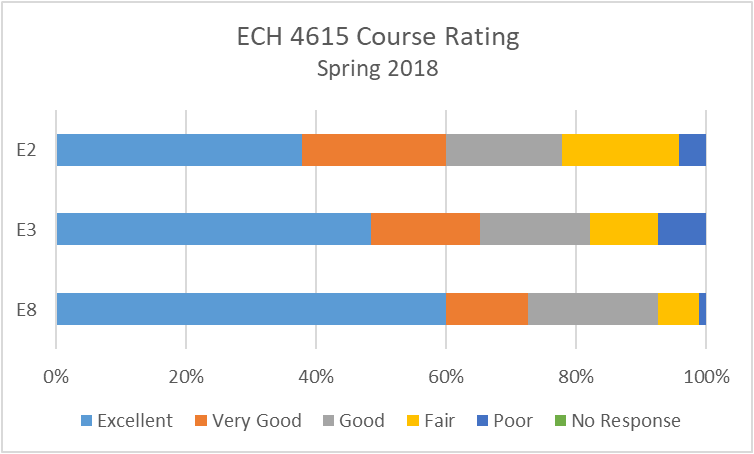 ECH 4615 Course Rating
Spring 2018
E2
E3
E8
0% 20% 40% 60% 80% 100%
Excellent Very Good Good Fair Poor No Response